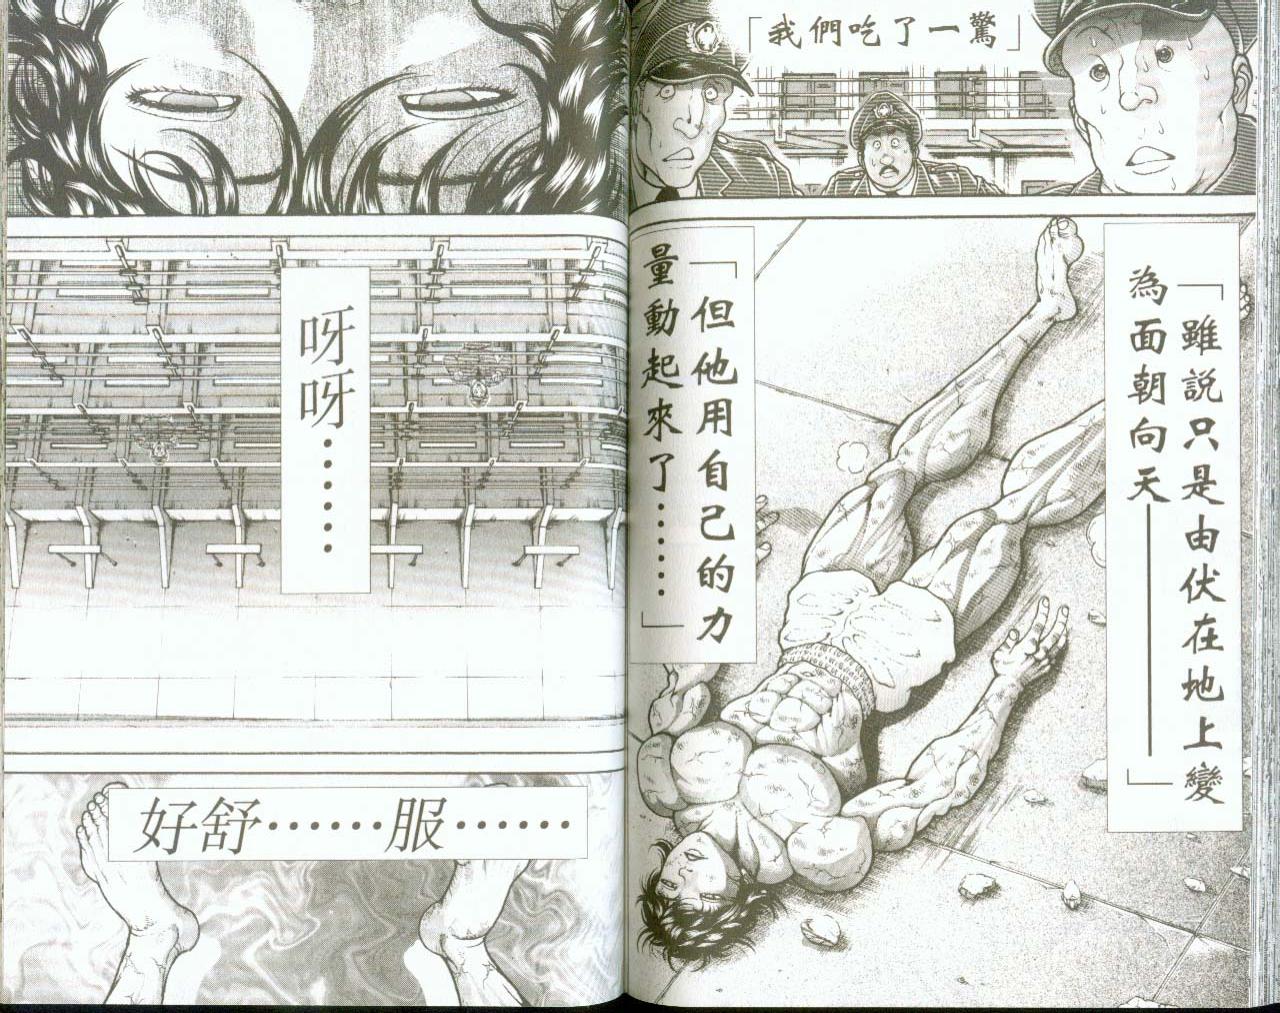 「我們吃了一驚」
「雖說只是由伏在地上變
為面朝向天——」
「但他用自己的力
量動起來了⋯⋯」
呀呀⋯⋯
好舒⋯⋯服⋯⋯